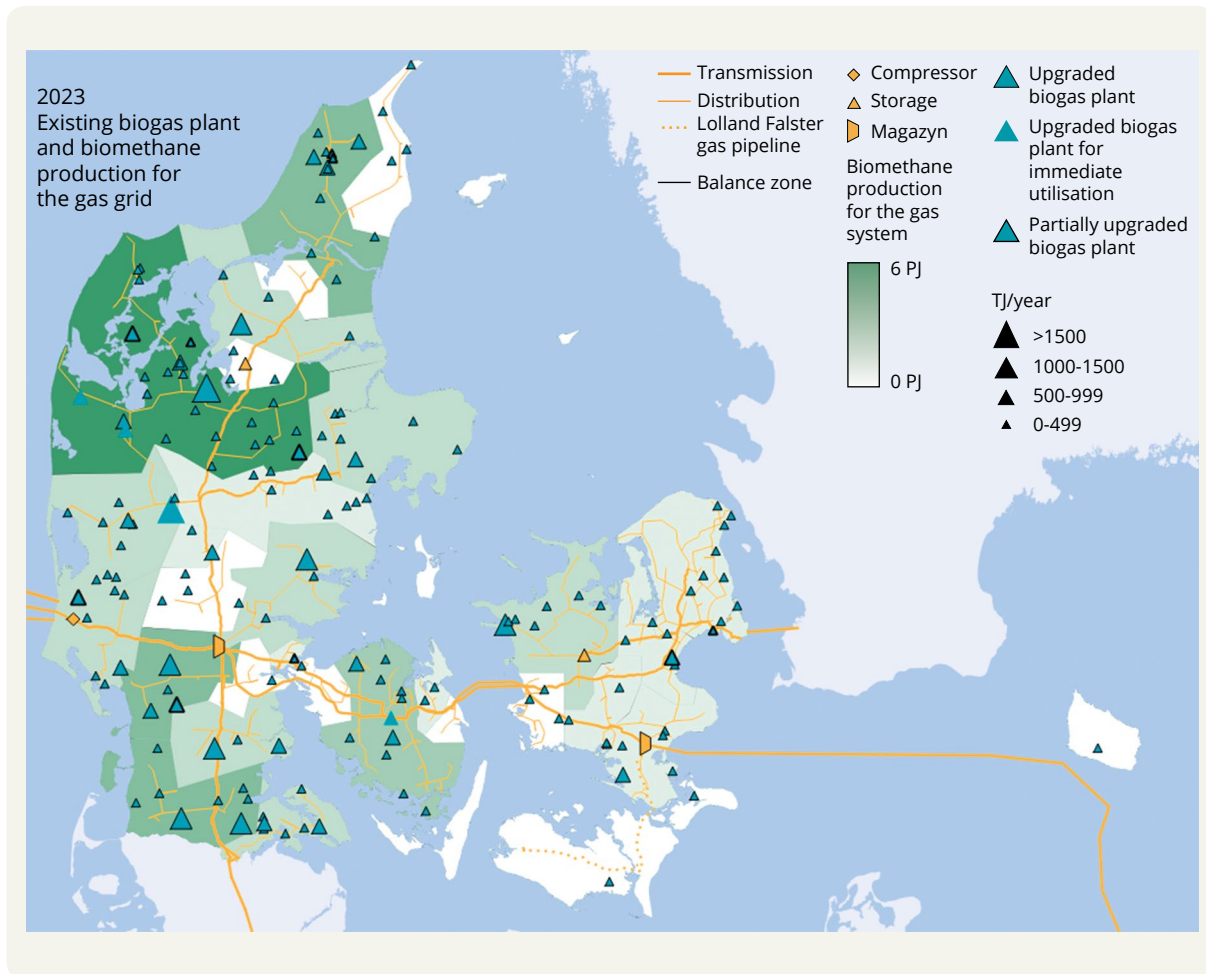 2023
Existing biogas plant
and biomethane
production for
the gas grid
Transmission
Distribution
Lolland Falster
gas pipeline
Balance zone
Compressor
Storage
Magazyn
Biomethane
production
for the gas
system
6 PJ
0 PJ
Upgraded
biogas plant
Upgraded biogas
plant for
immediate
utilisation
Partially upgraded
biogas plant
TJ/year
>1500
1000-1500
500-999
0-499